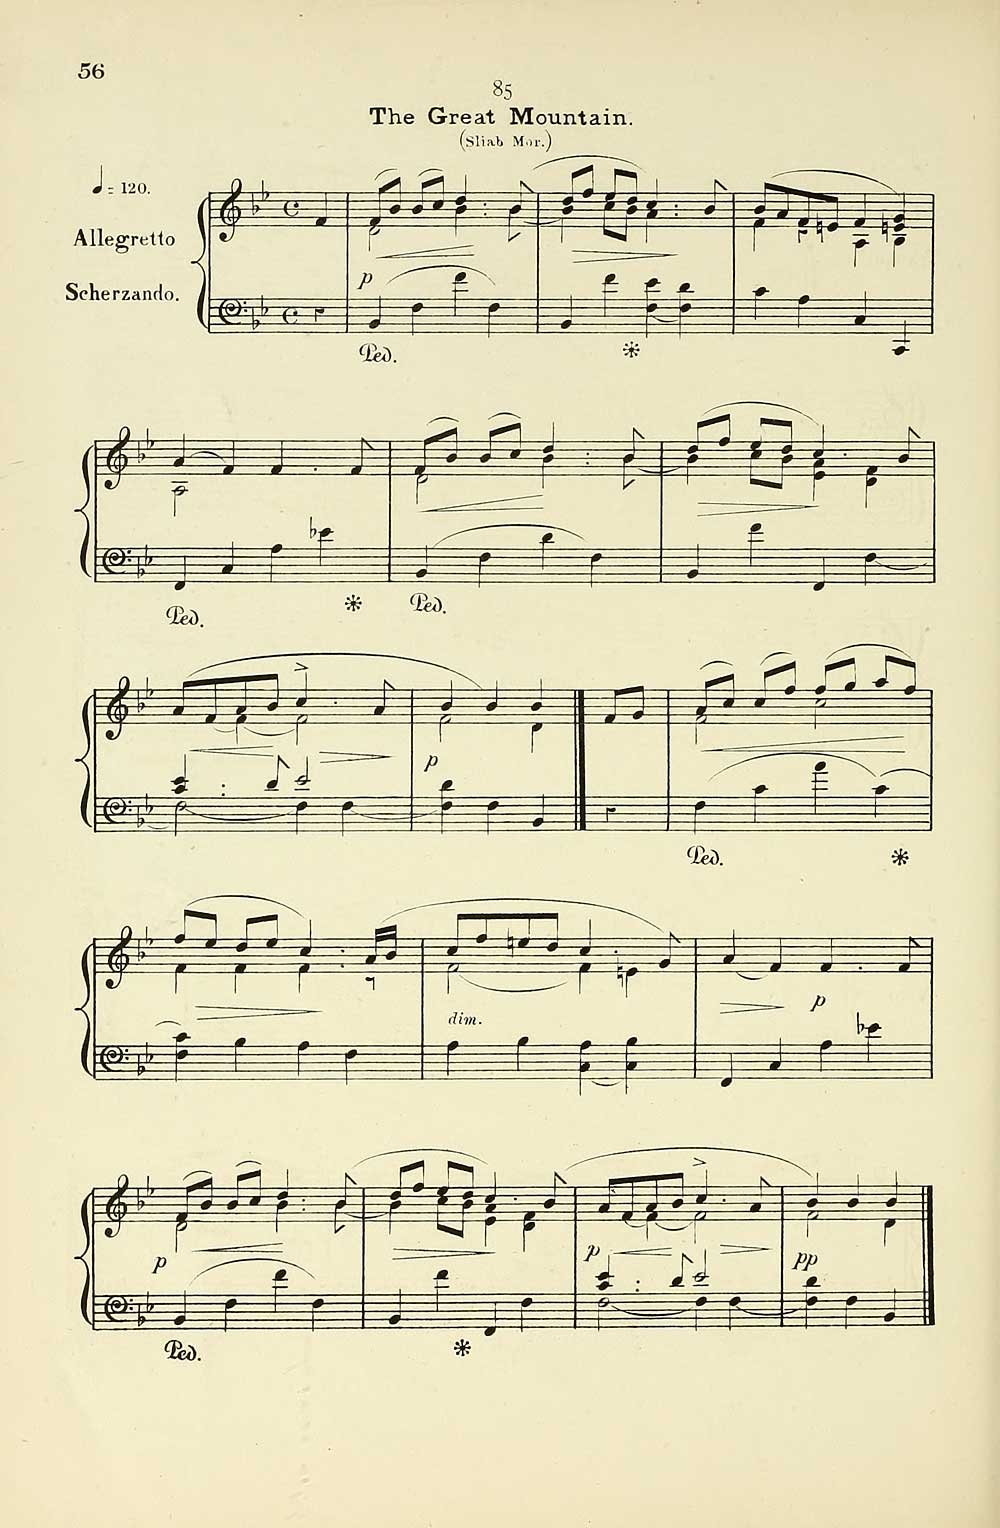 56
85
The Great Mountain.
(Sliab Mor.)
♩ = 120.
Allegretto
Scherzando.
p
Ped. *
Ped. * Ped.
p
Ped. *
dim.
p
p p pp
Ped. *